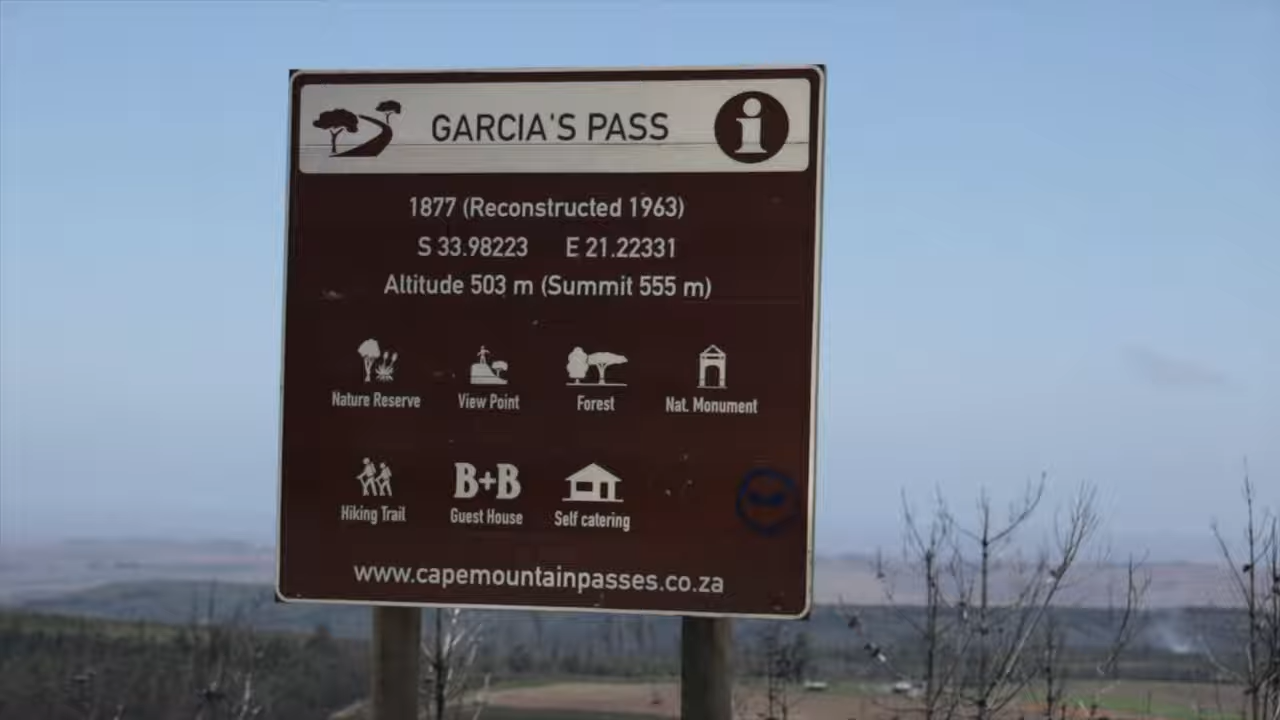 GARCIA'S PASS
1877 (Reconstructed 1963)
S 33.98223 E 21.22331
Altitude 503 m (Summit 555 m)
Nature Reserve View Point Forest Nat. Monument
B+B
Hiking Trail Guest House Self catering
www.capemountainpasses.co.za